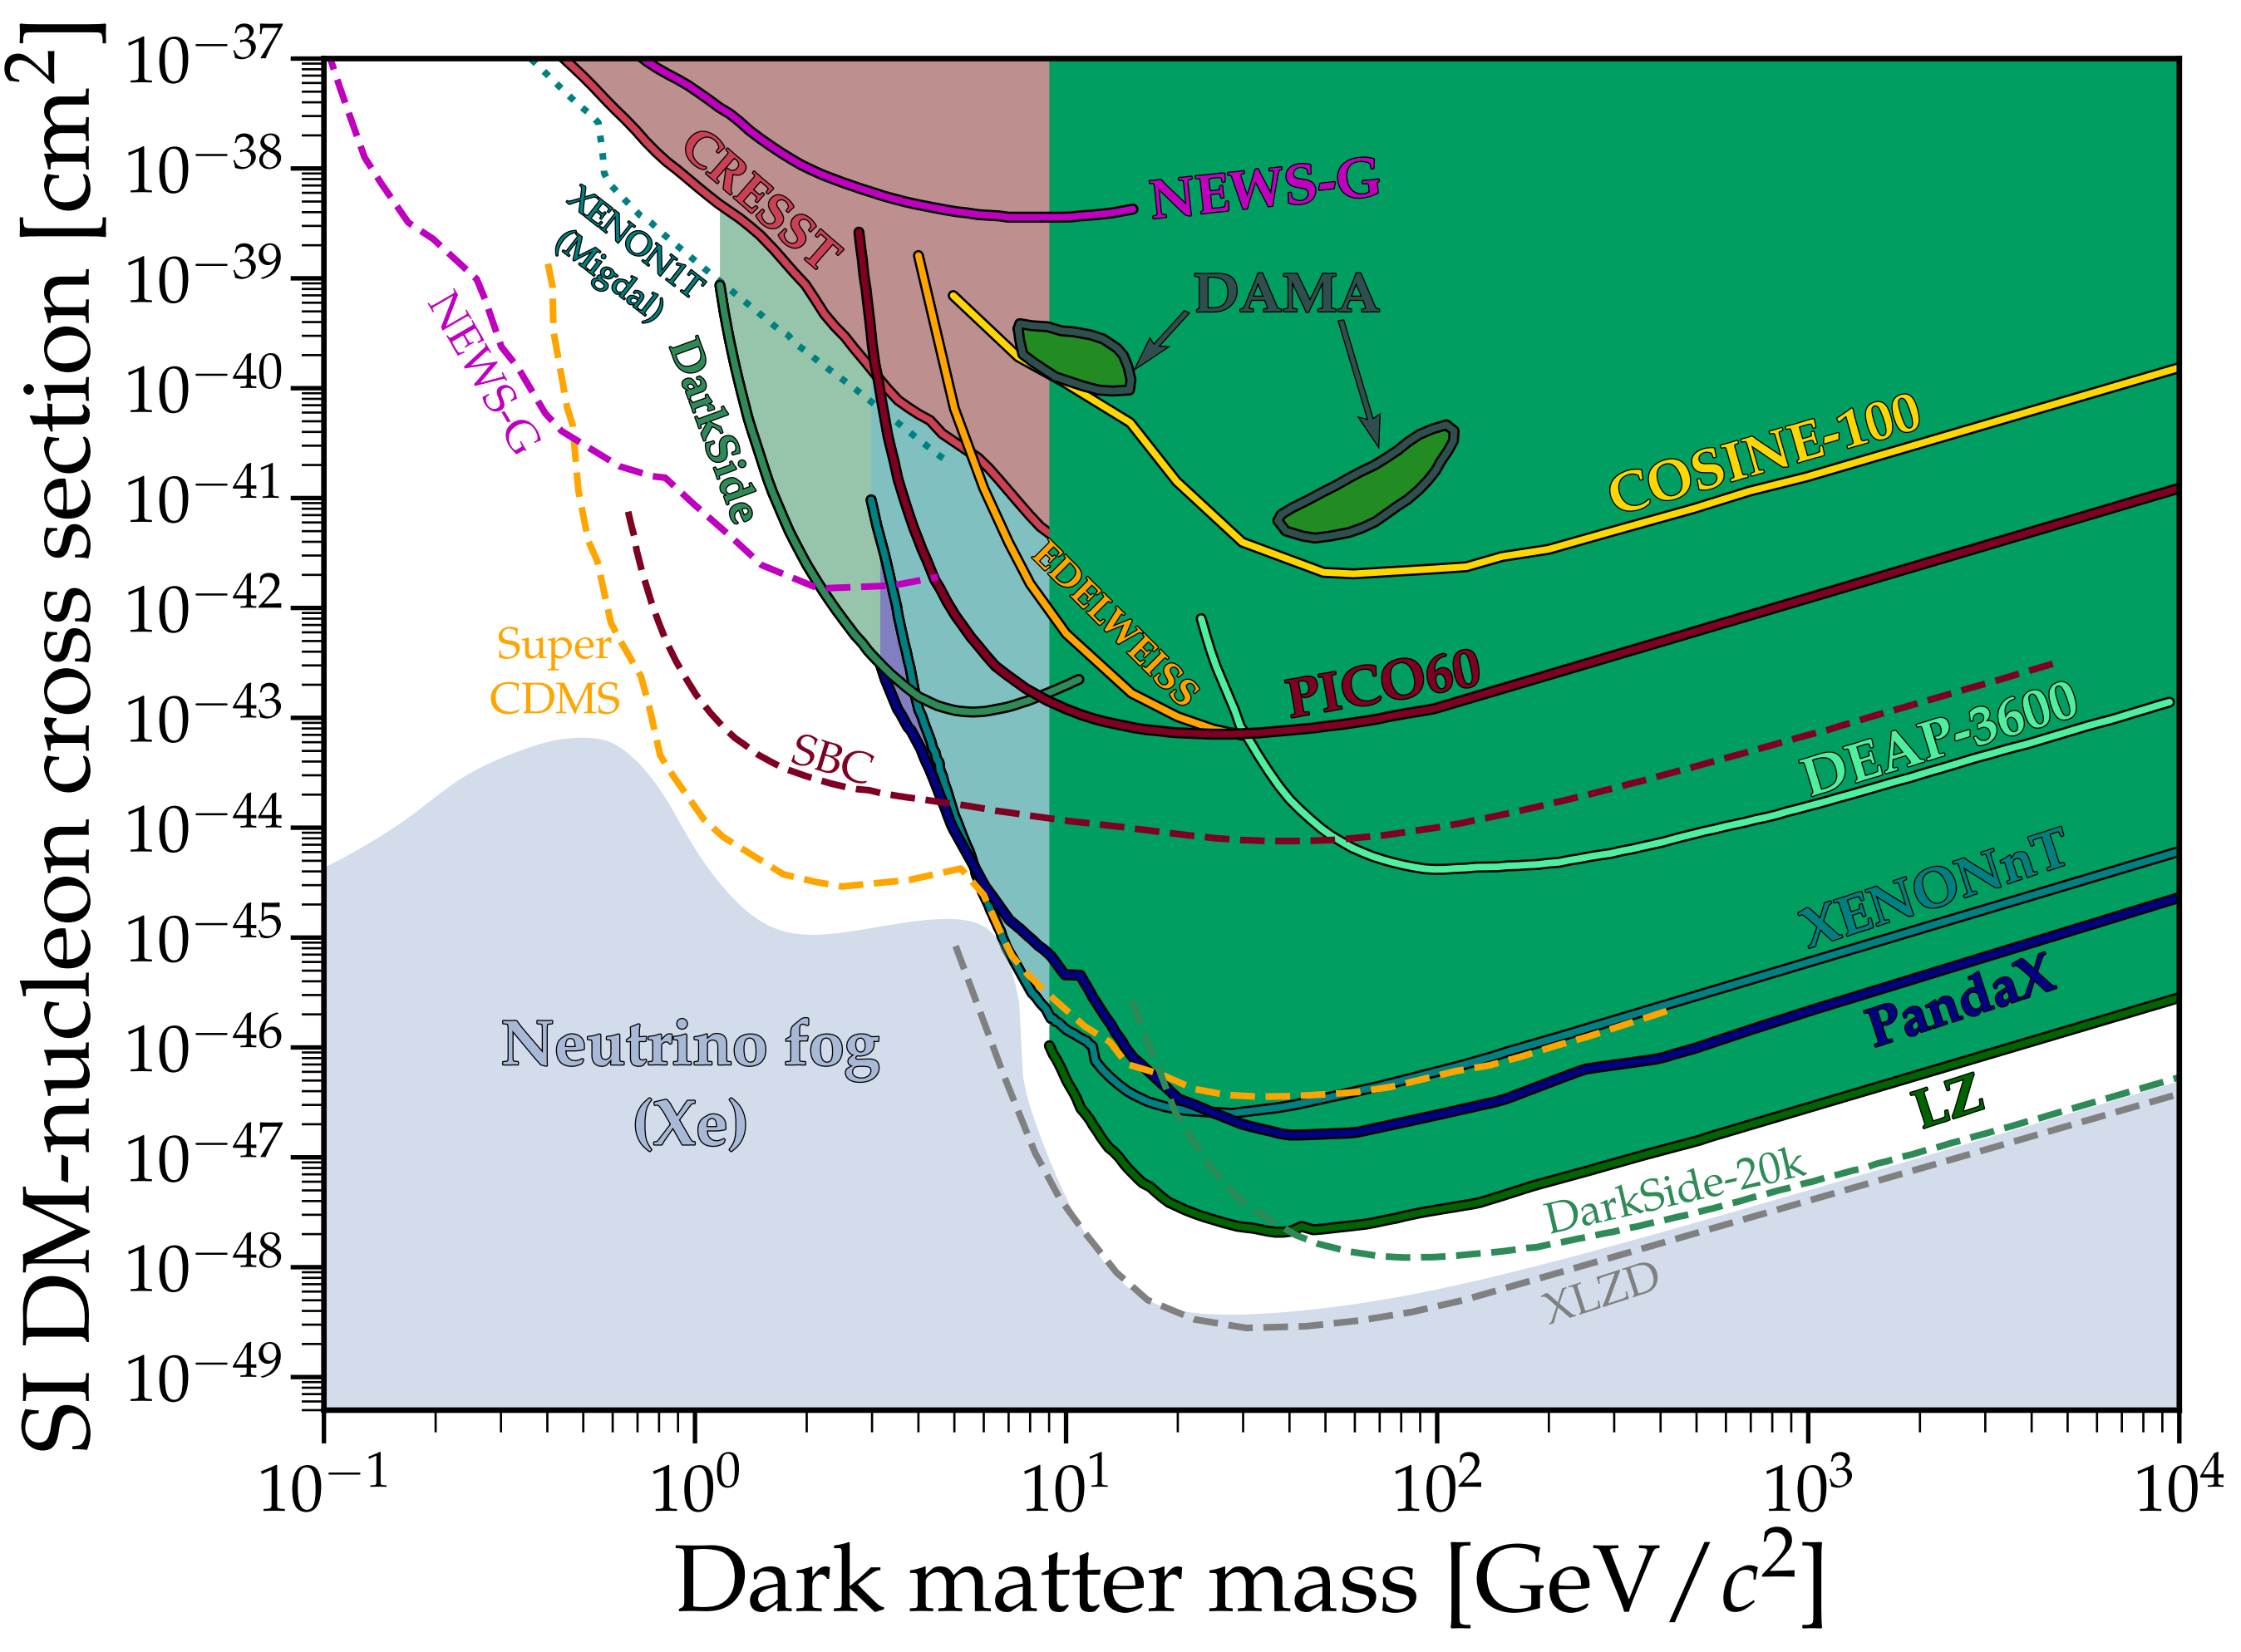 SI DM-nucleon cross section [cm²]
10⁻³⁷
10⁻³⁸
10⁻³⁹
10⁻⁴⁰
10⁻⁴¹
10⁻⁴²
10⁻⁴³
10⁻⁴⁴
10⁻⁴⁵
10⁻⁴⁶
10⁻⁴⁷
10⁻⁴⁸
10⁻⁴⁹
CRESST
NEWS-G
XENON1T
(Migdal)
DAMA
NEWS-G
DarkSide
COSINE-100
EDELWEISS
Super
CDMS
PICO60
SBC
DEAP-3600
XENONnT
PandaX
Neutrino fog
(Xe)
LZ
DarkSide-20k
XLZD
10⁻¹
10⁰
10¹
10²
10³
10⁴
Dark matter mass [GeV/c²]